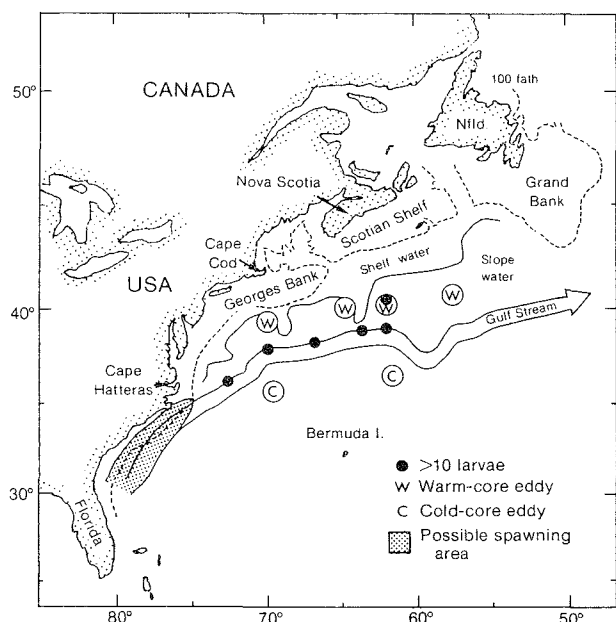 50°
40°
30°
80°
70°
60°
50°
CANADA
100 fath
Nfld.
Nova Scotia
Grand
Bank
Scotian Shelf
Cape
Cod
Shelf water
Slope
water
USA
Georges Bank
W
W
W
W
Gulf Stream
Cape
Hatteras
C
C
Bermuda I.
Florida
>10 larvae
W Warm-core eddy
C Cold-core eddy
Possible spawning
area